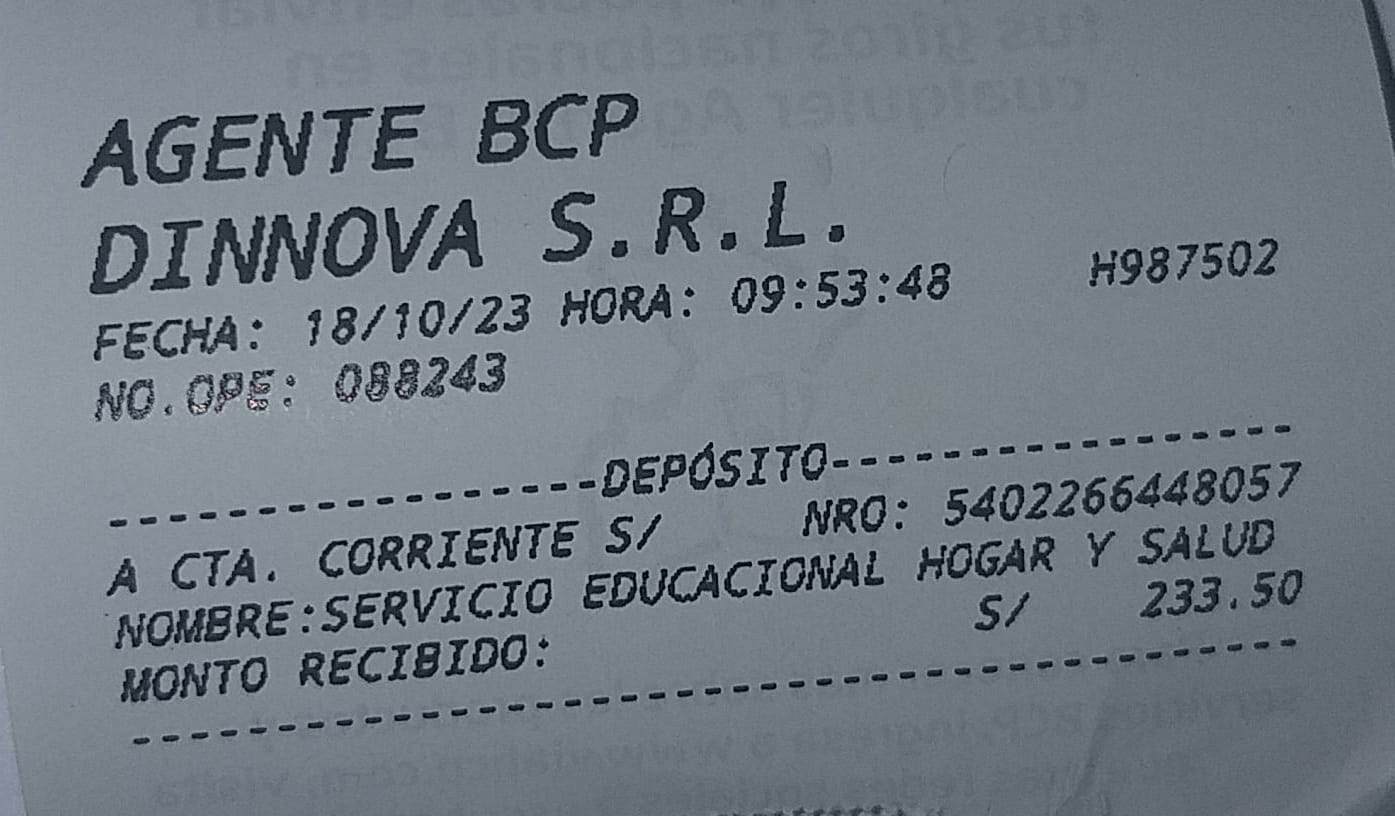 AGENTE BCP
DINNOVA S.R.L.
FECHA: 18/10/23 HORA: 09:53:48 H987502
NO.OPE: 088243
-----------------DEPÓSITO-----------------
A CTA. CORRIENTE S/ NRO: 5402266448057
NOMBRE:SERVICIO EDUCACIONAL HOGAR Y SALUD
MONTO RECIBIDO: S/ 233.50
------------------------------------------